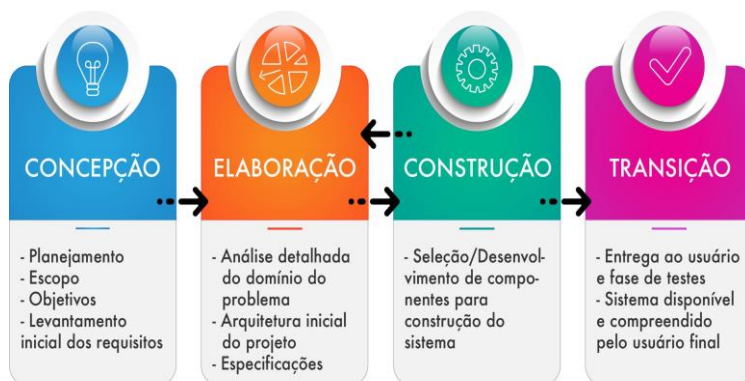 CONCEPÇÃO
- Planejamento
- Escopo
- Objetivos
- Levantamento
inicial dos requisitos
ELABORAÇÃO
- Análise detalhada
do domínio do
problema
- Arquitetura inicial
do projeto
- Especificações
CONSTRUÇÃO
- Seleção/Desenvol-
vimento de compo-
nentes para
construção do
sistema
TRANSIÇÃO
- Entrega ao usuário
e fase de testes
- Sistema disponível
e compreendido
pelo usuário final